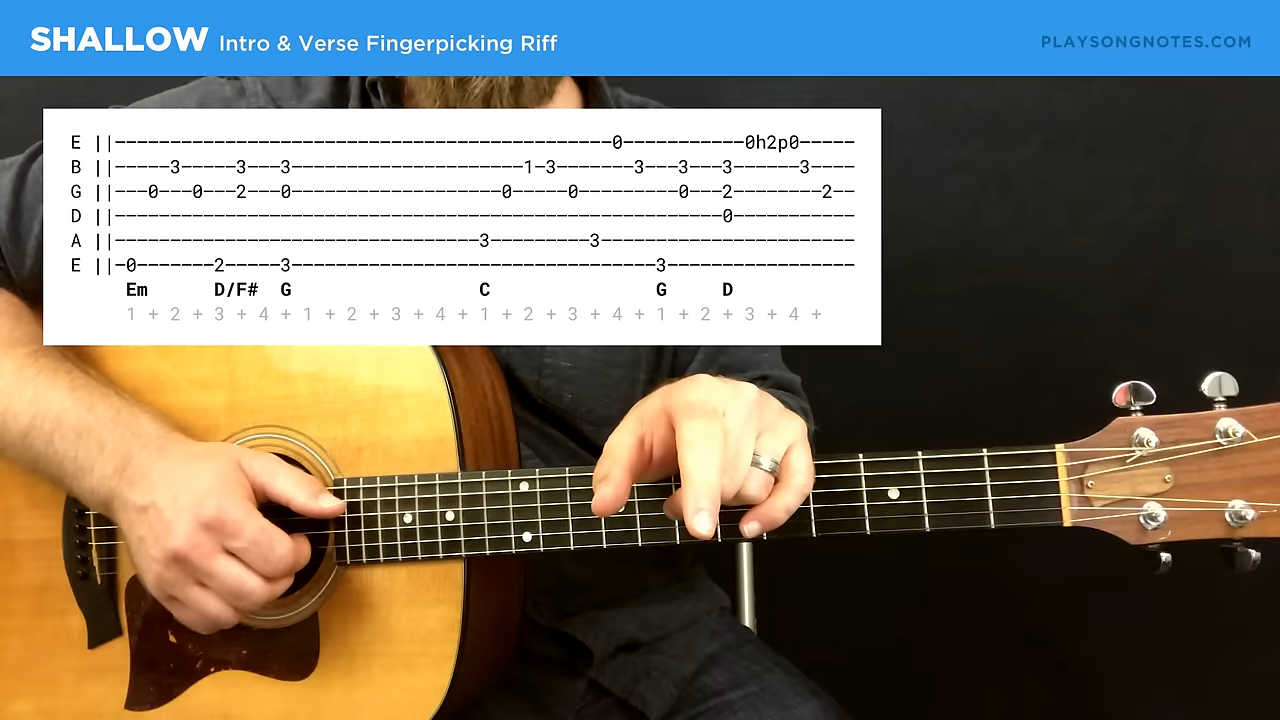 SHALLOW Intro & Verse Fingerpicking Riff
PLAYSONGNOTES.COM
E ||---------------------------------------------0-----------0h2p0-----
B ||-----3-----3---3---------------------1-3-------3---3---3------3----
G ||---0---0---2---0-------------------0-----0---------0---2--------2--
D ||-------------------------------------------------------0-----------
A ||---------------------------------3---------3-----------------------
E ||-0-------2-----3---------------------------------3-----------------
Em D/F# G C G D
1 + 2 + 3 + 4 + 1 + 2 + 3 + 4 + 1 + 2 + 3 + 4 + 1 + 2 + 3 + 4 +